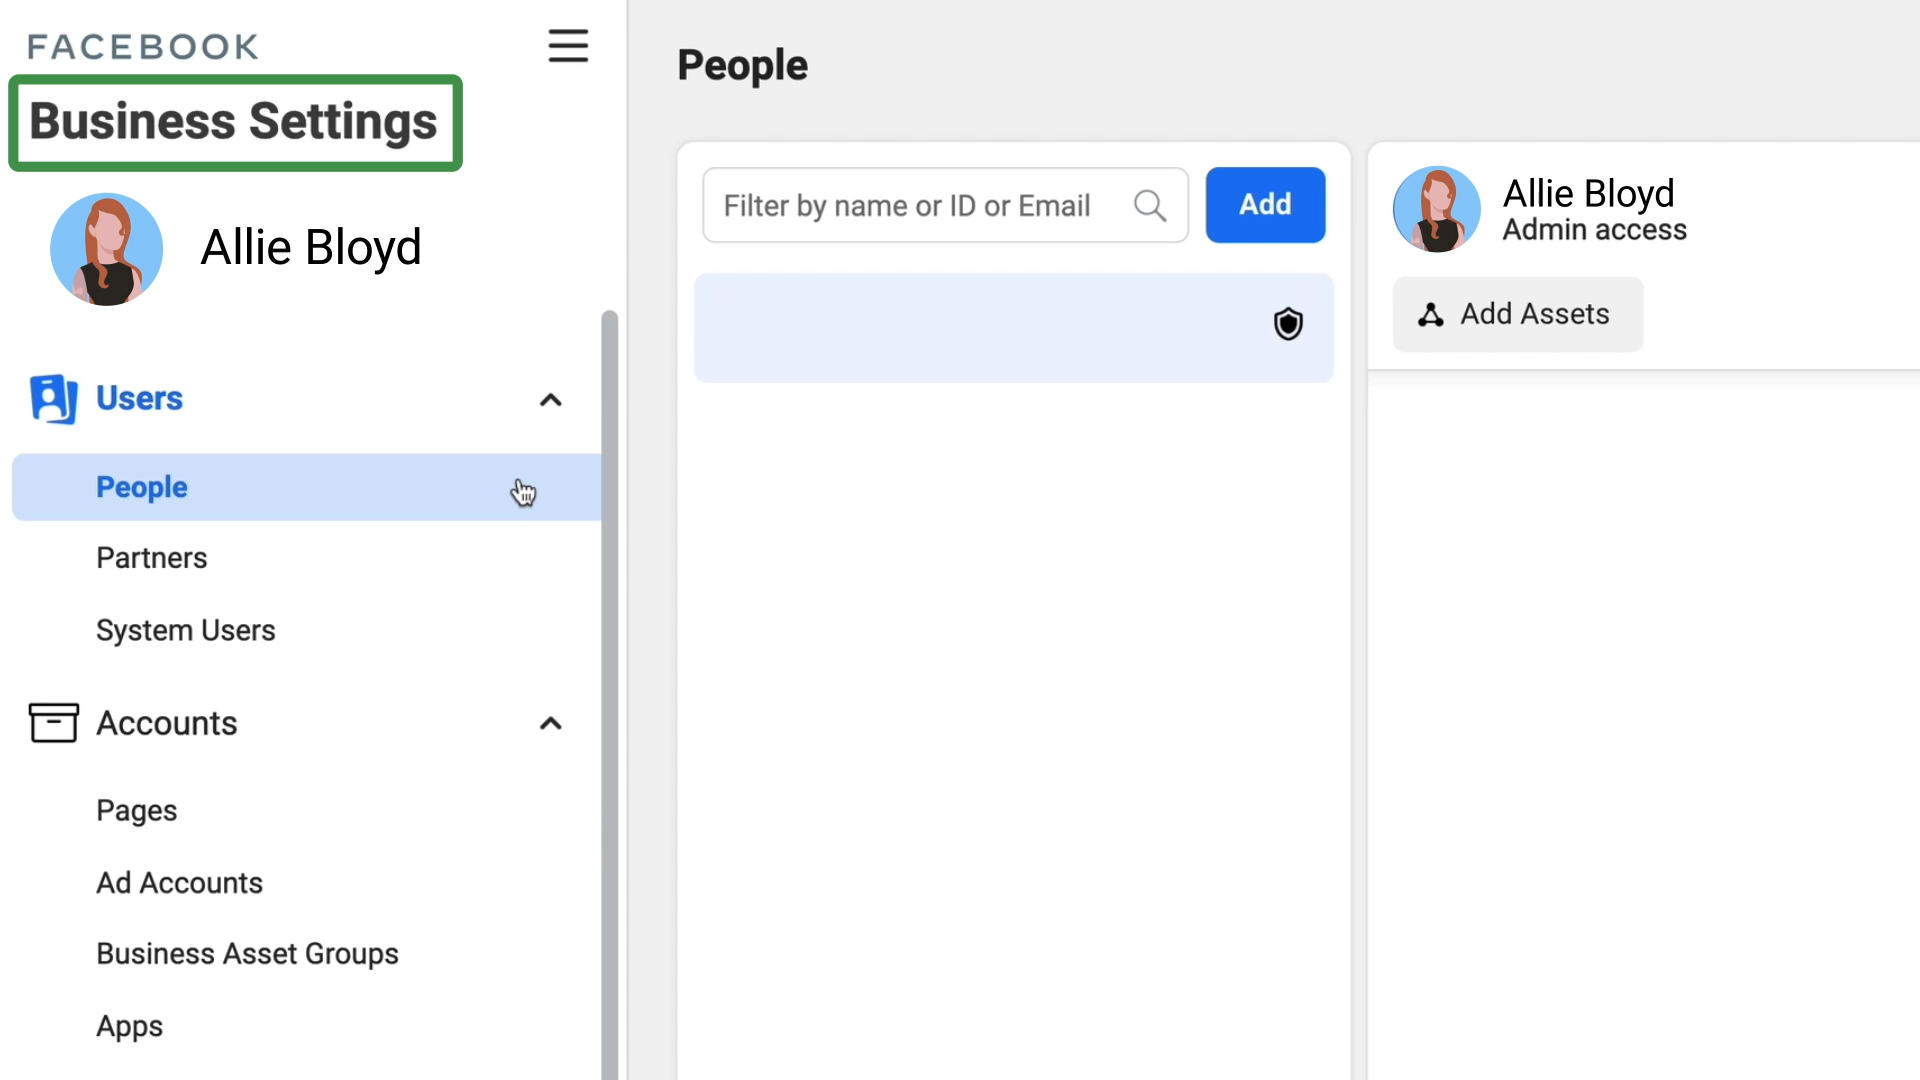 FACEBOOK
Business Settings
Allie Bloyd
Users
People
Partners
System Users
Accounts
Pages
Ad Accounts
Business Asset Groups
Apps
People
Filter by name or ID or Email
Add
Allie Bloyd
Admin access
Add Assets